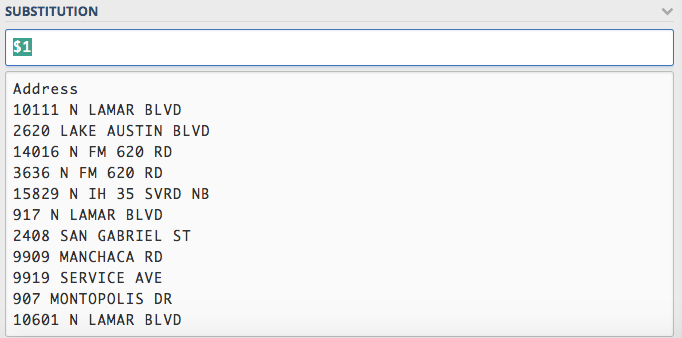 SUBSTITUTION
$1
Address
10111 N LAMAR BLVD
2620 LAKE AUSTIN BLVD
14016 N FM 620 RD
3636 N FM 620 RD
15829 N IH 35 SVRD NB
917 N LAMAR BLVD
2408 SAN GABRIEL ST
9909 MANCHACA RD
9919 SERVICE AVE
907 MONTOPOLIS DR
10601 N LAMAR BLVD